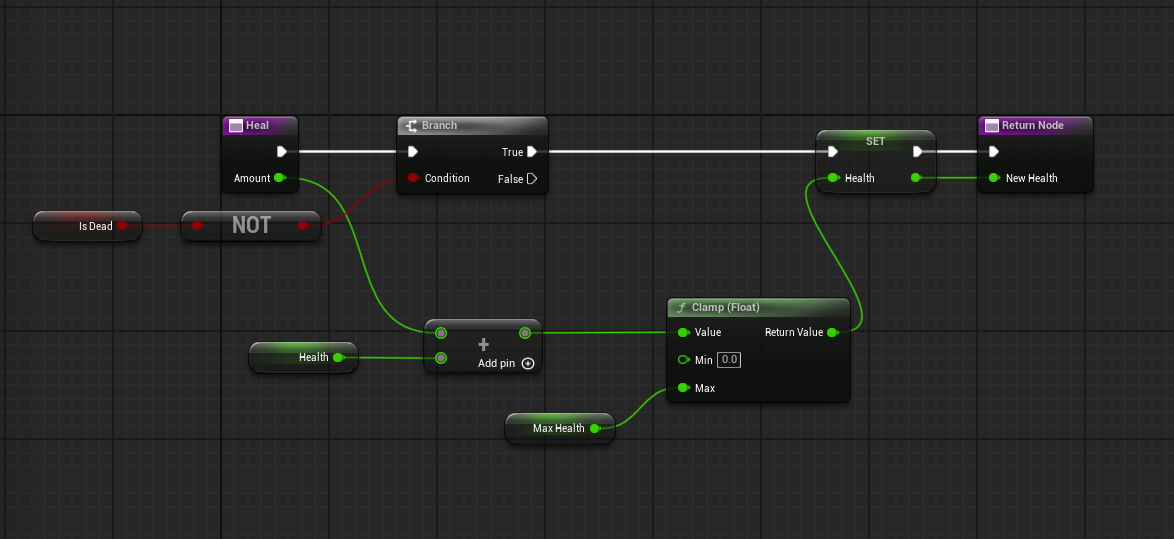 Heal
Branch
SET
Return Node
True
Amount
Condition
False
Health
New Health
Is Dead
NOT
Clamp (Float)
Value
Return Value
+
Health
Add pin
Min 0.0
Max
Max Health